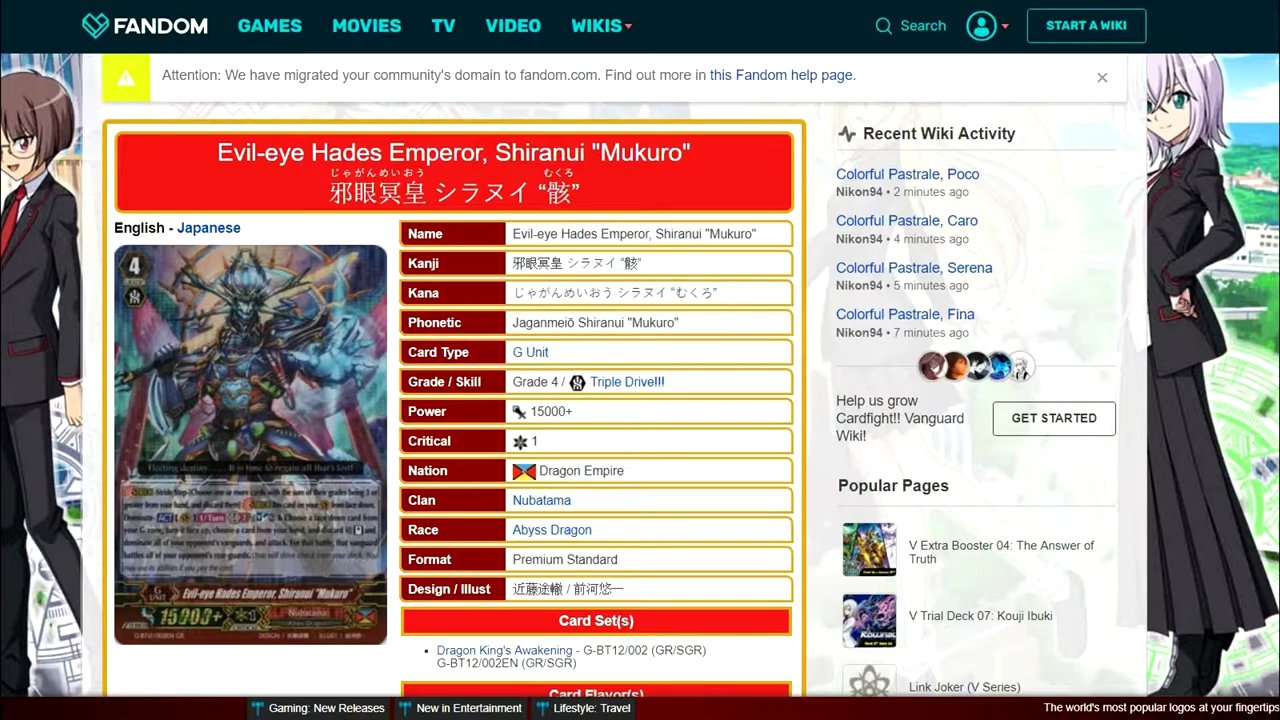 FANDOM
GAMES
MOVIES
TV
VIDEO
WIKIS
Search
START A WIKI
Attention: We have migrated your community's domain to fandom.com. Find out more in this Fandom help page.
Evil-eye Hades Emperor, Shiranui "Mukuro"
じゃがんめいおう むくろ
邪眼冥皇 シラヌイ “骸”
English - Japanese
4
Name Evil-eye Hades Emperor, Shiranui "Mukuro"
Kanji 邪眼冥皇 シラヌイ “骸”
Kana じゃがんめいおう シラヌイ “むくろ”
Phonetic Jaganmeiō Shiranui "Mukuro"
Card Type G Unit
Grade / Skill Grade 4 / Triple Drive!!!
Power 15000+
Critical 1
Nation Dragon Empire
Clan Nubatama
Race Abyss Dragon
Format Premium Standard
Design / Illust 近藤途轍 / 前河悠一
Card Set(s)
Dragon King's Awakening - G-BT12/002 (GR/SGR)
G-BT12/002EN (GR/SGR)
Card Flavor(s)
Evil-eye Hades Emperor, Shiranui "Mukuro"
15000+
Nubatama
Recent Wiki Activity
Colorful Pastrale, Poco
Nikon94 • 2 minutes ago
Colorful Pastrale, Caro
Nikon94 • 4 minutes ago
Colorful Pastrale, Serena
Nikon94 • 5 minutes ago
Colorful Pastrale, Fina
Nikon94 • 7 minutes ago
Help us grow
Cardfight!! Vanguard
Wiki!
GET STARTED
Popular Pages
V Extra Booster 04: The Answer of
Truth
V Trial Deck 07: Kouji Ibuki
Link Joker (V Series)
Gaming: New Releases
New in Entertainment
Lifestyle: Travel
The world's most popular logos at your fingertips